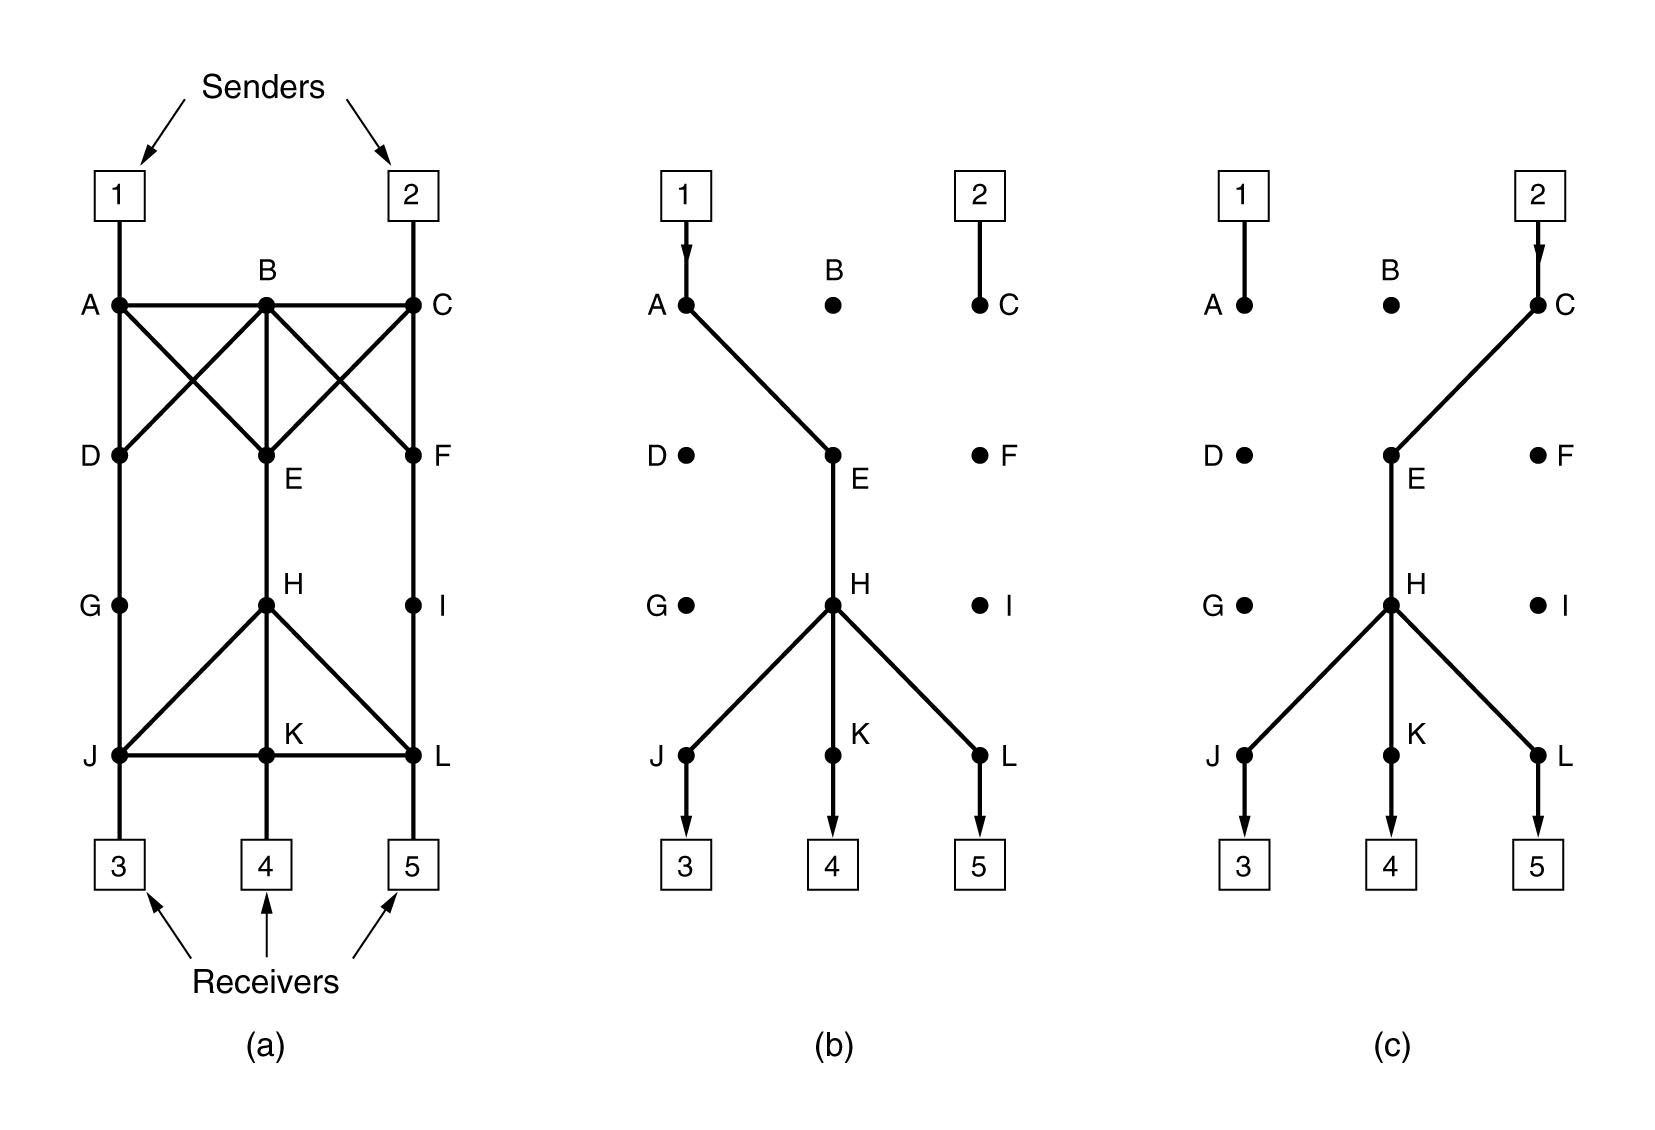 Senders
1 2 1 2 1 2
B B B
A C A C A C
D F D F D F
E E E
H H H
G I G I G I
K K K
J L J L J L
3 4 5 3 4 5 3 4 5
Receivers
(a) (b) (c)